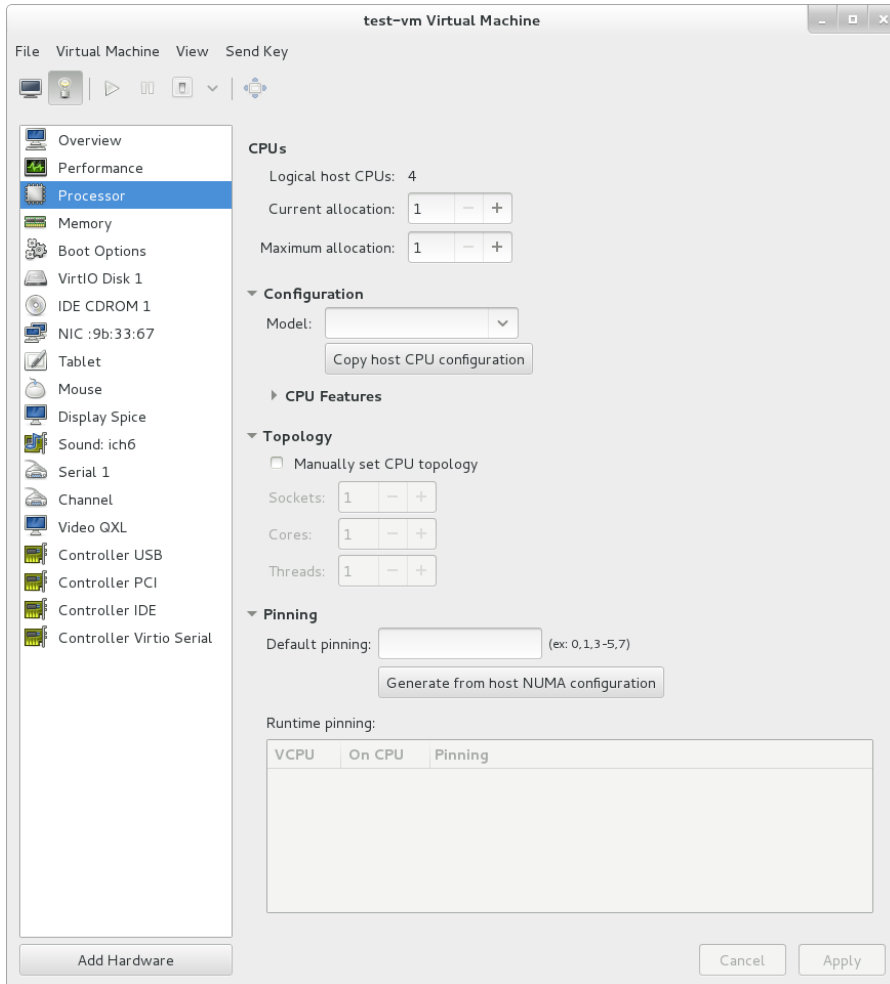 test-vm Virtual Machine
File Virtual Machine View Send Key
Overview
Performance
Processor
Memory
Boot Options
VirtIO Disk 1
IDE CDROM 1
NIC :9b:33:67
Tablet
Mouse
Display Spice
Sound: ich6
Serial 1
Channel
Video QXL
Controller USB
Controller PCI
Controller IDE
Controller Virtio Serial
Add Hardware
CPUs
Logical host CPUs: 4
Current allocation: 1 − +
Maximum allocation: 1 − +
Configuration
Model:
Copy host CPU configuration
CPU Features
Topology
Manually set CPU topology
Sockets: 1 − +
Cores: 1 − +
Threads: 1 − +
Pinning
Default pinning: (ex: 0,1,3-5,7)
Generate from host NUMA configuration
Runtime pinning:
VCPU On CPU Pinning
Cancel Apply